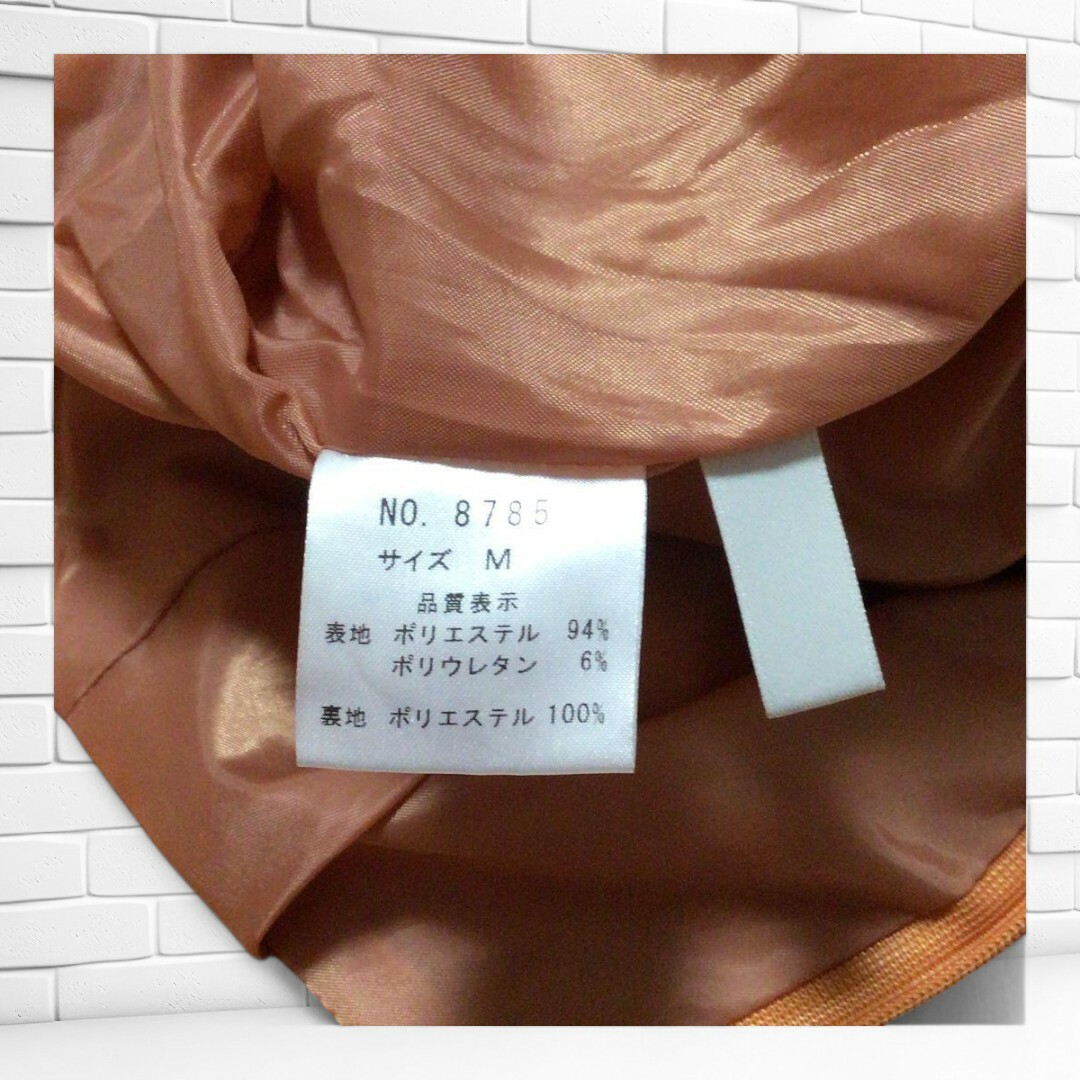 NO. 8785
サイズ M
品質表示
表地 ポリエステル 94%
ポリウレタン 6%
裏地 ポリエステル 100%